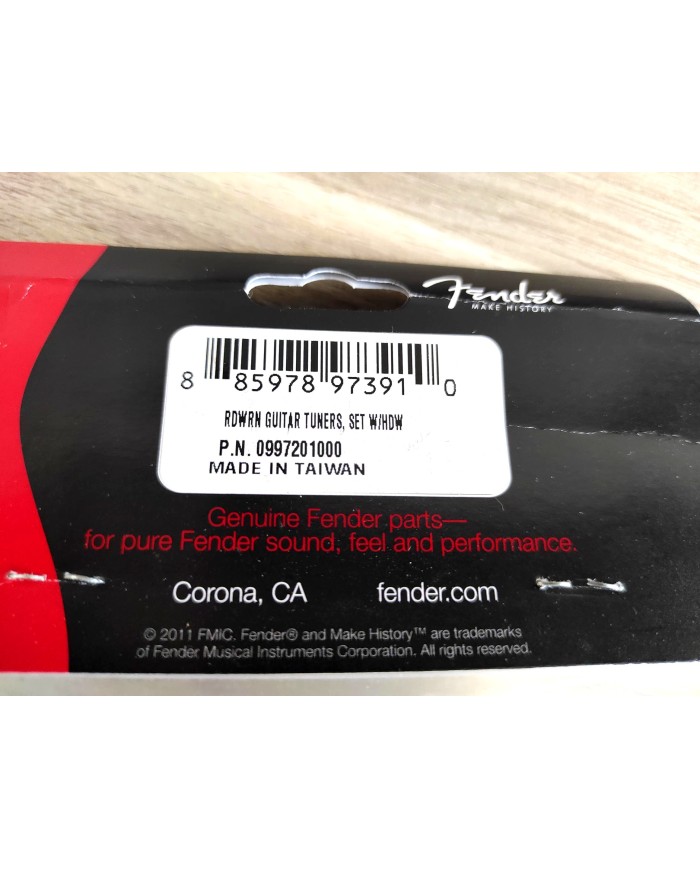 Fender
MAKE HISTORY
8 85978 97391 0
RDWRN GUITAR TUNERS, SET W/HDW
P.N. 0997201000
MADE IN TAIWAN
Genuine Fender parts—
for pure Fender sound, feel and performance.
Corona, CA fender.com
© 2011 FMIC. Fender® and Make History™ are trademarks
of Fender Musical Instruments Corporation. All rights reserved.